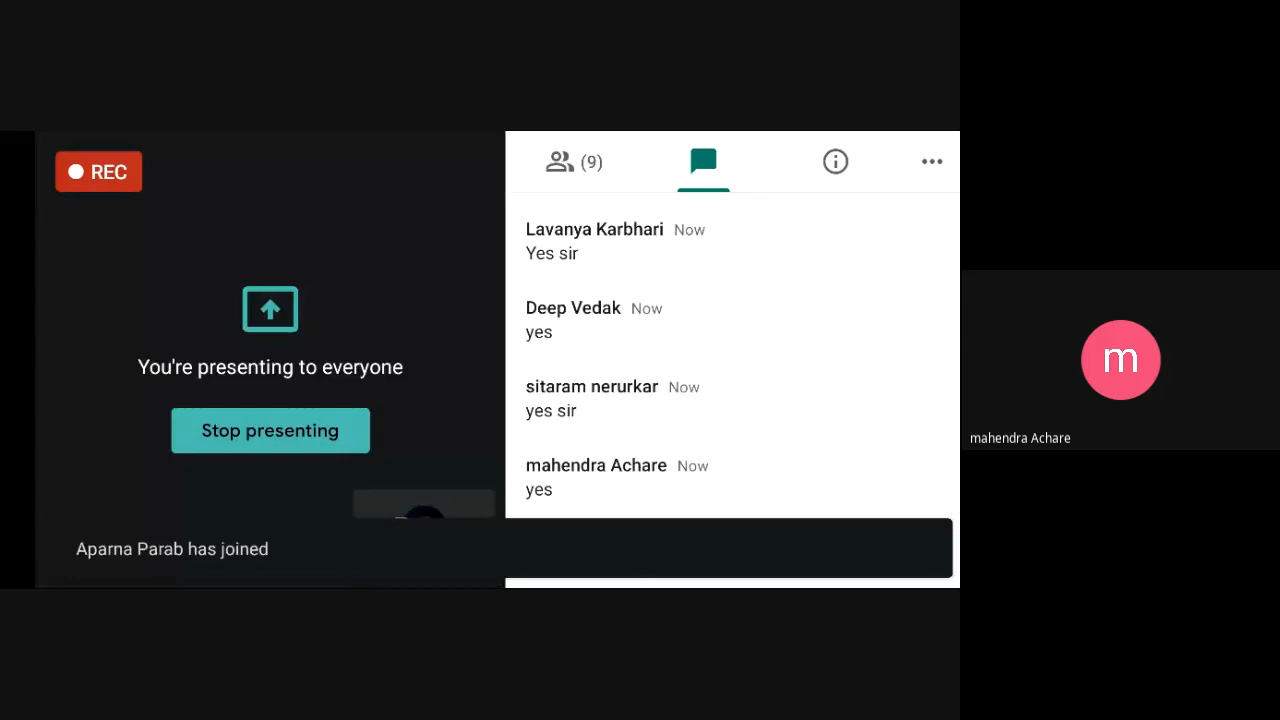 REC
You're presenting to everyone
Stop presenting
(9)
Lavanya Karbhari Now
Yes sir
Deep Vedak Now
yes
sitaram nerurkar Now
yes sir
mahendra Achare Now
yes
Aparna Parab has joined
m
mahendra Achare